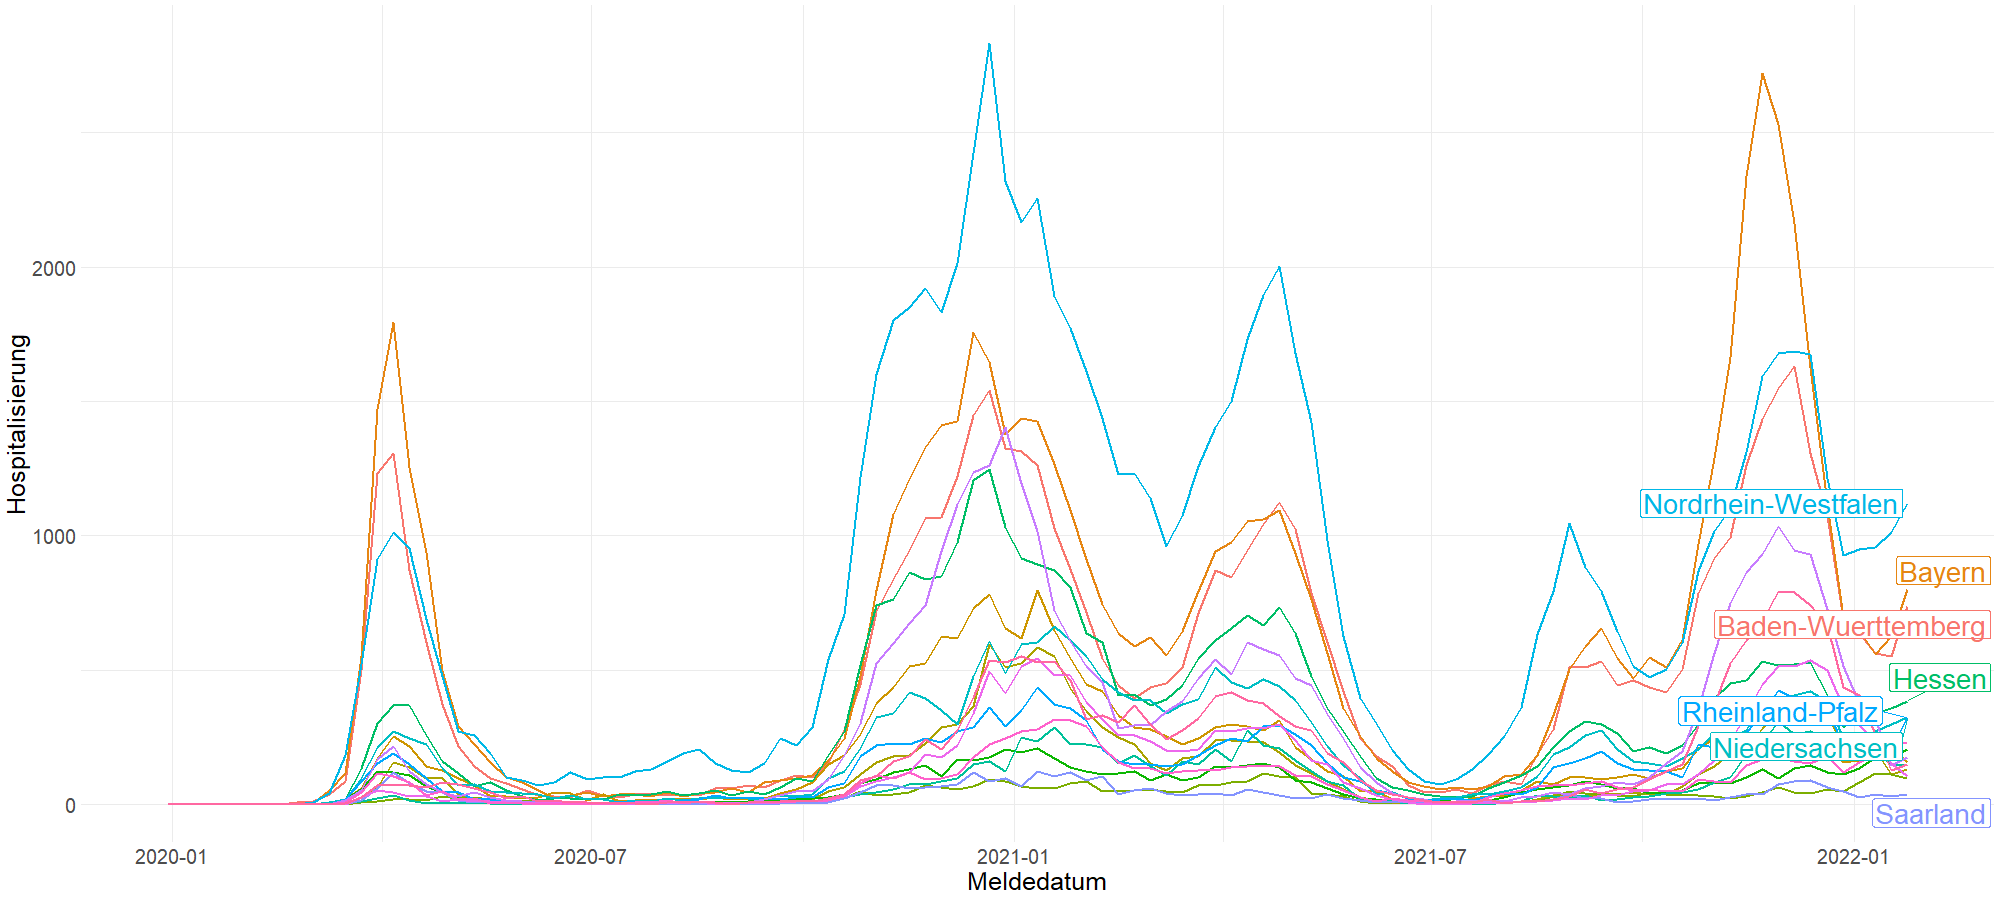 2000
1000
0
Hospitalisierung
Nordrhein-Westfalen
Bayern
Baden-Wuerttemberg
Hessen
Rheinland-Pfalz
Niedersachsen
Saarland
2020-01
2020-07
2021-01
2021-07
2022-01
Meldedatum